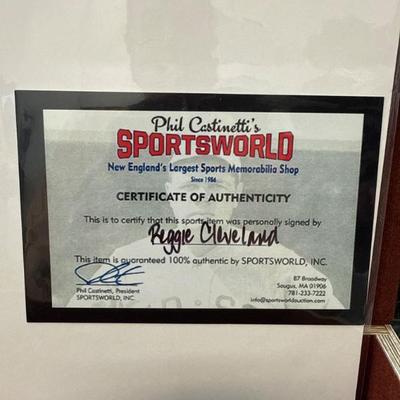 Phil Castinetti's
SPORTSWORLD
New England's Largest Sports Memorabilia Shop
Since 1986
CERTIFICATE OF AUTHENTICITY
This is to certify that this sports item was personally signed by
Reggie Cleveland
This item is guaranteed 100% authentic by SPORTSWORLD, INC.
Phil Castinetti, President
SPORTSWORLD, INC.
87 Broadway
Saugus, MA 01906
781-233-7222
info@sportsworldauction.com